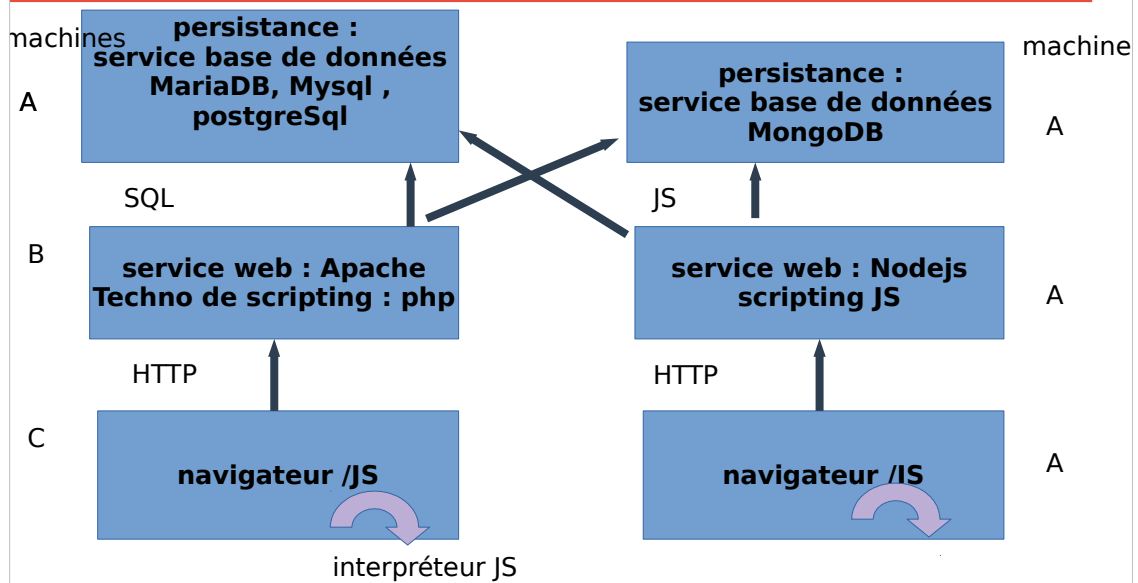 machines
persistance :
service base de données
MariaDB, Mysql ,
postgreSql
A
persistance :
service base de données
MongoDB
machine
A
SQL
JS
B
service web : Apache
Techno de scripting : php
service web : Nodejs
scripting JS
A
HTTP
HTTP
C
navigateur /JS
navigateur /JS
A
interpréteur JS